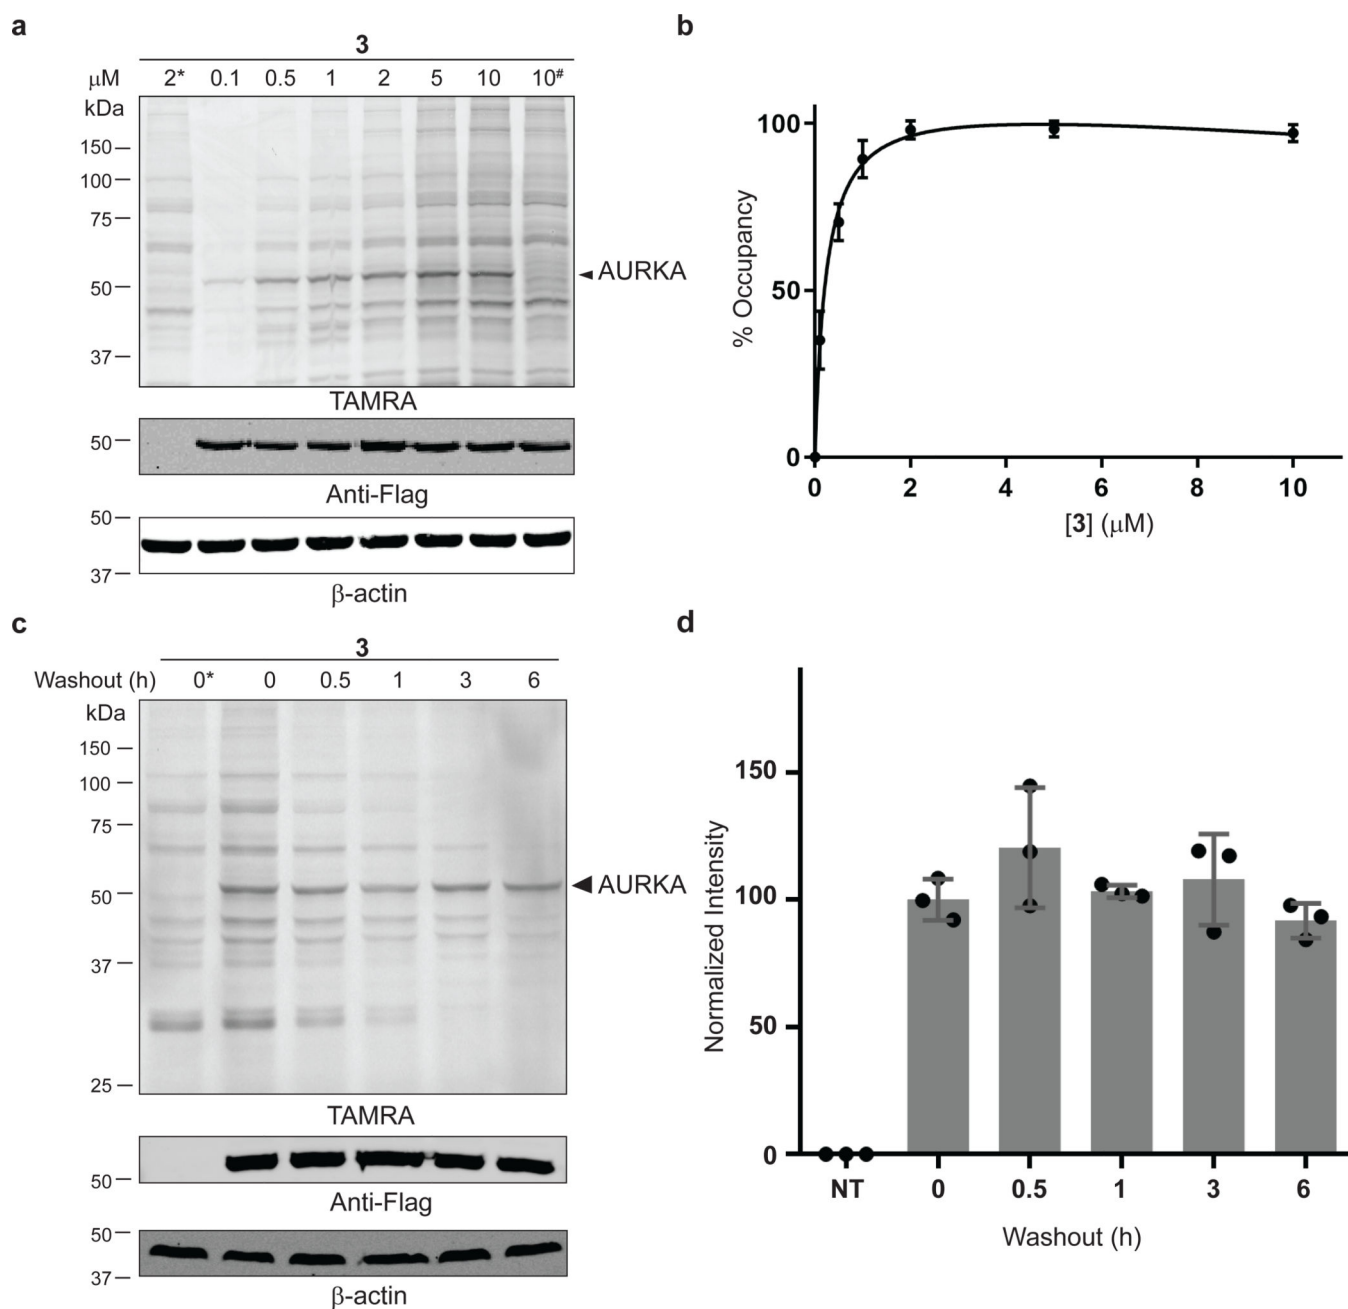 a
3
μM 2* 0.1 0.5 1 2 5 10 10#
kDa
150
100
75
50
37
AURKA
TAMRA
50
Anti-Flag
50
37
β-actin
b
100
50
0
% Occupancy
0 2 4 6 8 10
[3] (μM)
c
3
Washout (h) 0* 0 0.5 1 3 6
kDa
150
100
75
50
37
25
AURKA
TAMRA
50
Anti-Flag
50
37
β-actin
d
150
100
50
0
Normalized Intensity
NT 0 0.5 1 3 6
Washout (h)